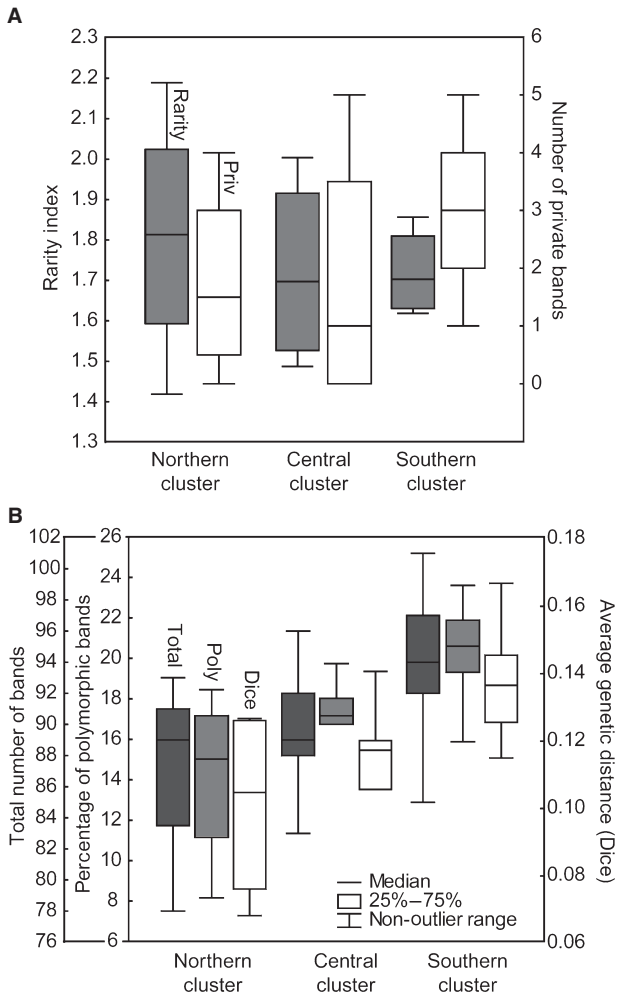 A
2.3
2.2
2.1
2.0
1.9
1.8
1.7
1.6
1.5
1.4
1.3
Rarity index
6
5
4
3
2
1
0
Number of private bands
Rarity
Priv
Northern cluster
Central cluster
Southern cluster
B
102
100
98
96
94
92
90
88
86
84
82
80
78
76
Total number of bands
26
24
22
20
18
16
14
12
10
8
6
Percentage of polymorphic bands
0.18
0.16
0.14
0.12
0.10
0.08
0.06
Average genetic distance (Dice)
Total
Poly
Dice
Median
25%–75%
Non-outlier range
Northern cluster
Central cluster
Southern cluster